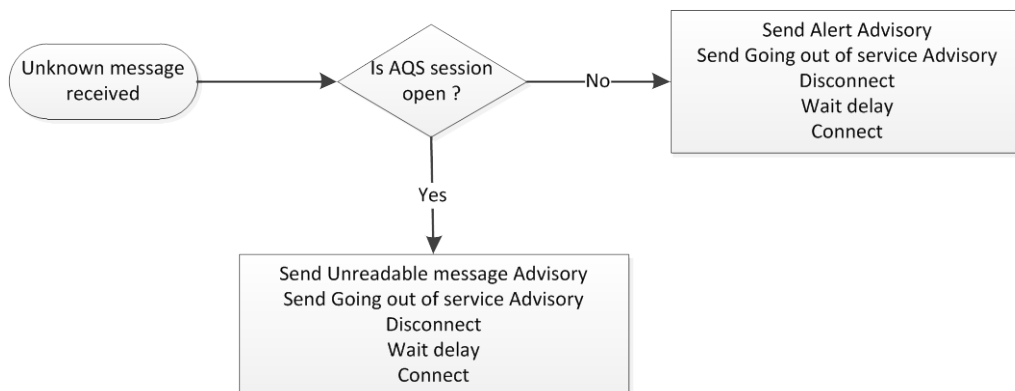 Unknown message
received
Is AQS session
open ?
No
Send Alert Advisory
Send Going out of service Advisory
Disconnect
Wait delay
Connect
Yes
Send Unreadable message Advisory
Send Going out of service Advisory
Disconnect
Wait delay
Connect